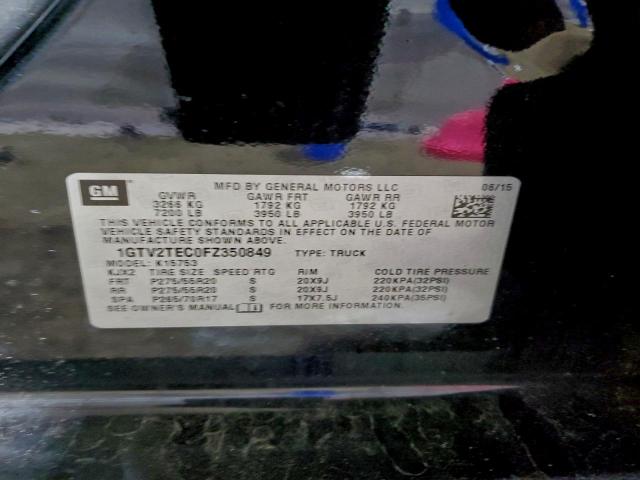 GM
MFD BY GENERAL MOTORS LLC 08/15
GVWR GAWR FRT GAWR RR
3266 KG 1792 KG 1792 KG
7200 LB 3950 LB 3950 LB
THIS VEHICLE CONFORMS TO ALL APPLICABLE U.S. FEDERAL MOTOR
VEHICLE SAFETY STANDARDS IN EFFECT ON THE DATE OF
MANUFACTURE SHOWN ABOVE.
1GTV2TEC0FZ350849 TYPE: TRUCK
MODEL: K15753
KJX2 TIRE SIZE SPEED RTG RIM COLD TIRE PRESSURE
FRT P275/55R20 S 20X9J 220KPA(32PSI)
RR P275/55R20 S 20X9J 220KPA(32PSI)
SPA P265/70R17 S 17X7.5J 240KPA(35PSI)
SEE OWNER'S MANUAL FOR MORE INFORMATION.